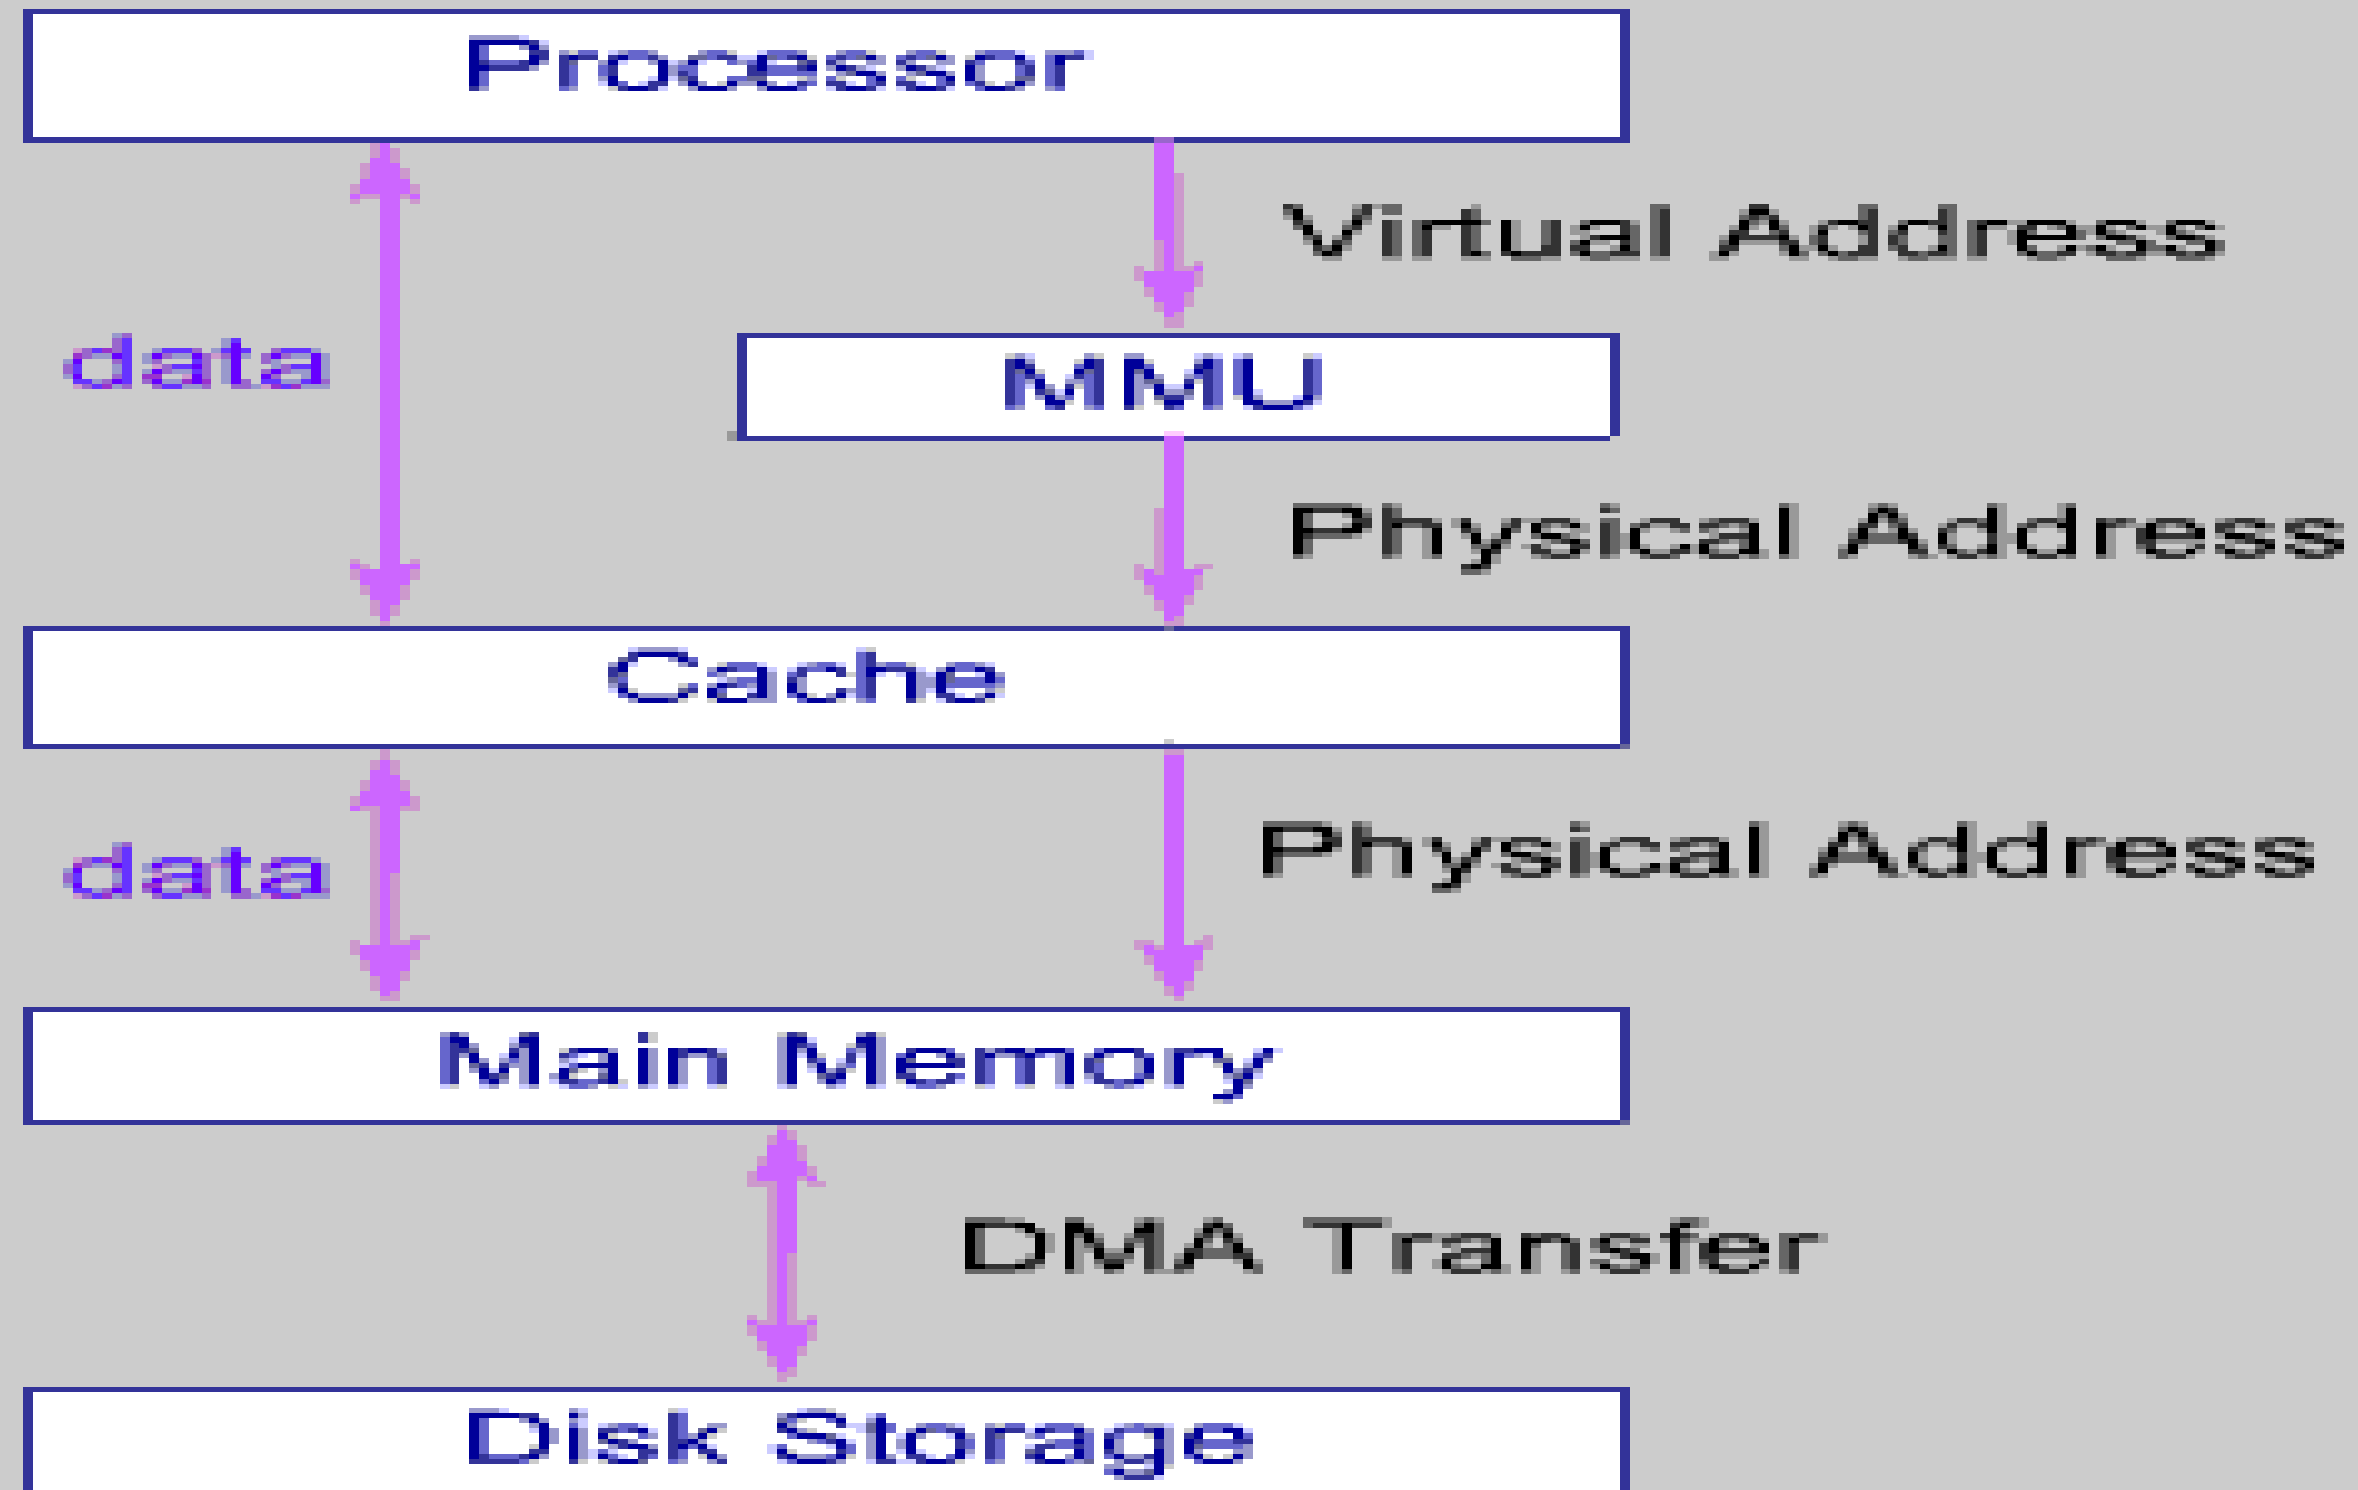 Processor
Virtual Address
data
MMU
Physical Address
Cache
Physical Address
data
Main Memory
DMA Transfer
Disk Storage